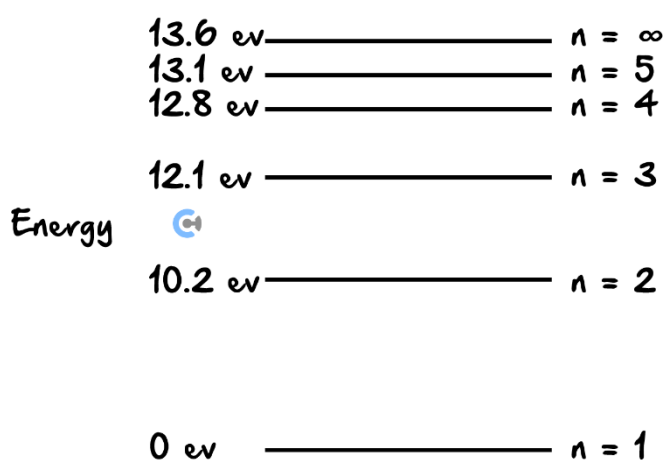 13.6 ev n = ∞
13.1 ev n = 5
12.8 ev n = 4
12.1 ev n = 3
Energy
10.2 ev n = 2
0 ev n = 1